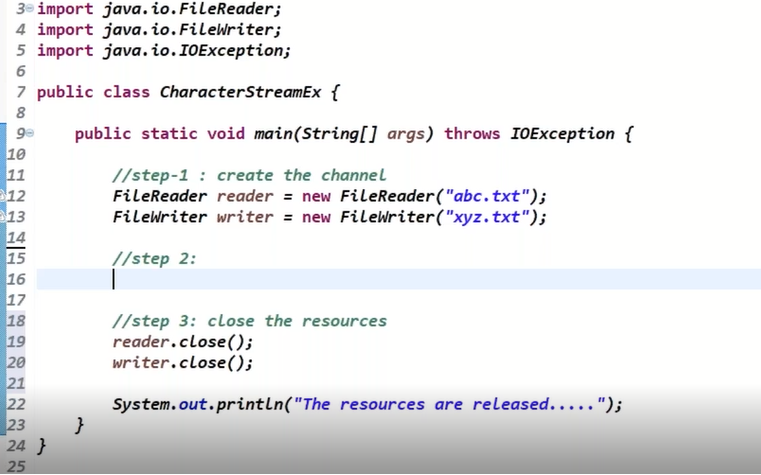 3 import java.io.FileReader;
4 import java.io.FileWriter;
5 import java.io.IOException;
6
7 public class CharacterStreamEx {
8
9 public static void main(String[] args) throws IOException {
10
11 //step-1 : create the channel
12 FileReader reader = new FileReader("abc.txt");
13 FileWriter writer = new FileWriter("xyz.txt");
14
15 //step 2:
16
17
18 //step 3: close the resources
19 reader.close();
20 writer.close();
21
22 System.out.println("The resources are released.....");
23 }
24 }
25